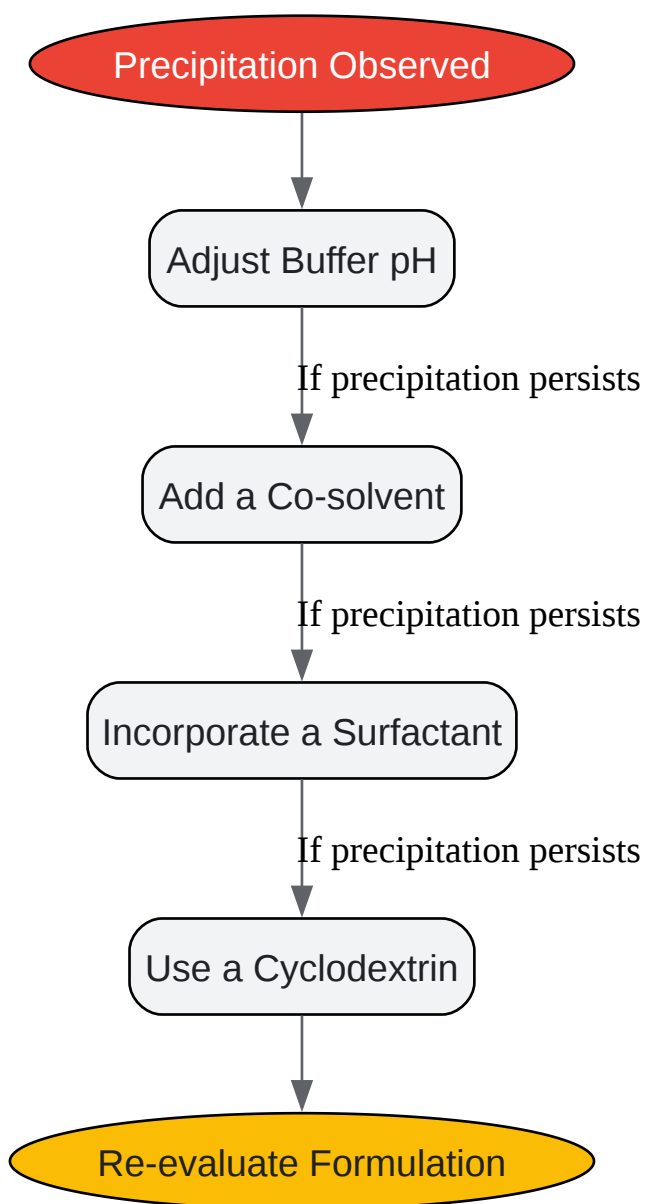 Precipitation Observed
Adjust Buffer pH
If precipitation persists
Add a Co-solvent
If precipitation persists
Incorporate a Surfactant
If precipitation persists
Use a Cyclodextrin
Re-evaluate Formulation